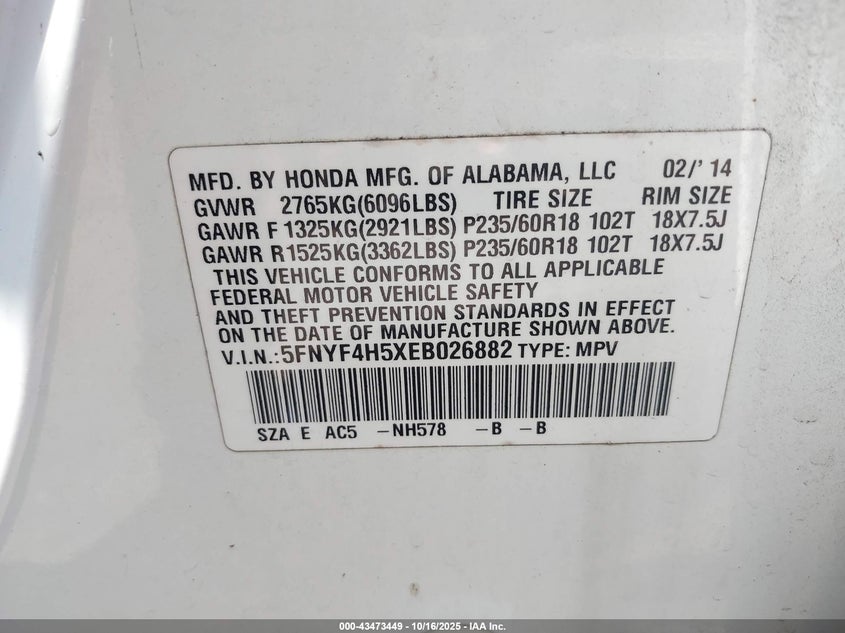 MFD. BY HONDA MFG. OF ALABAMA, LLC 02/' 14
GVWR 2765KG(6096LBS) TIRE SIZE RIM SIZE
GAWR F 1325KG(2921LBS) P235/60R18 102T 18X7.5J
GAWR R1525KG(3362LBS) P235/60R18 102T 18X7.5J
THIS VEHICLE CONFORMS TO ALL APPLICABLE
FEDERAL MOTOR VEHICLE SAFETY
AND THEFT PREVENTION STANDARDS IN EFFECT
ON THE DATE OF MANUFACTURE SHOWN ABOVE.
V.I.N.:5FNYF4H5XEB026882 TYPE: MPV
SZA E AC5 -NH578 -B -B
000-43473449 | 10/16/2025 - IAA Inc.